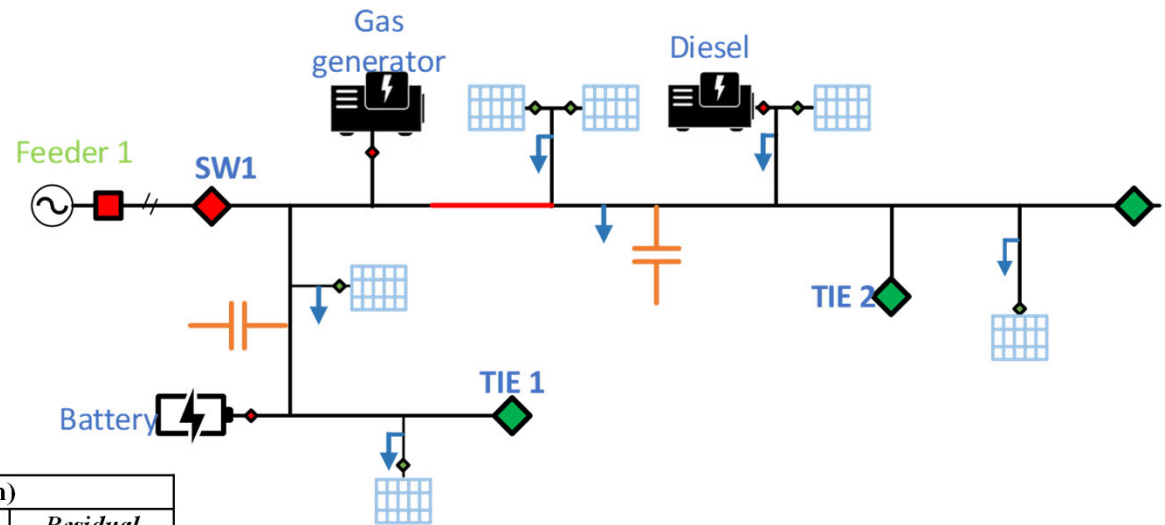 Gas
generator
Diesel
Feeder 1
SW1
TIE 2
TIE 1
Battery
Residual